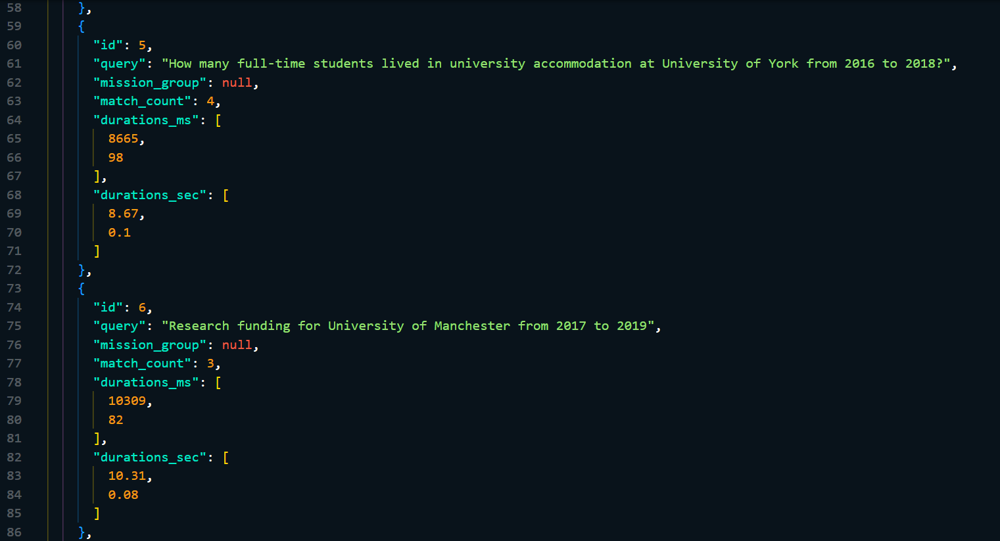 58 },
59 {
60 "id": 5,
61 "query": "How many full-time students lived in university accommodation at University of York from 2016 to 2018?",
62 "mission_group": null,
63 "match_count": 4,
64 "durations_ms": [
65 8665,
66 98
67 ],
68 "durations_sec": [
69 8.67,
70 0.1
71 ]
72 },
73 {
74 "id": 6,
75 "query": "Research funding for University of Manchester from 2017 to 2019",
76 "mission_group": null,
77 "match_count": 3,
78 "durations_ms": [
79 10309,
80 82
81 ],
82 "durations_sec": [
83 10.31,
84 0.08
85 ]
86 },